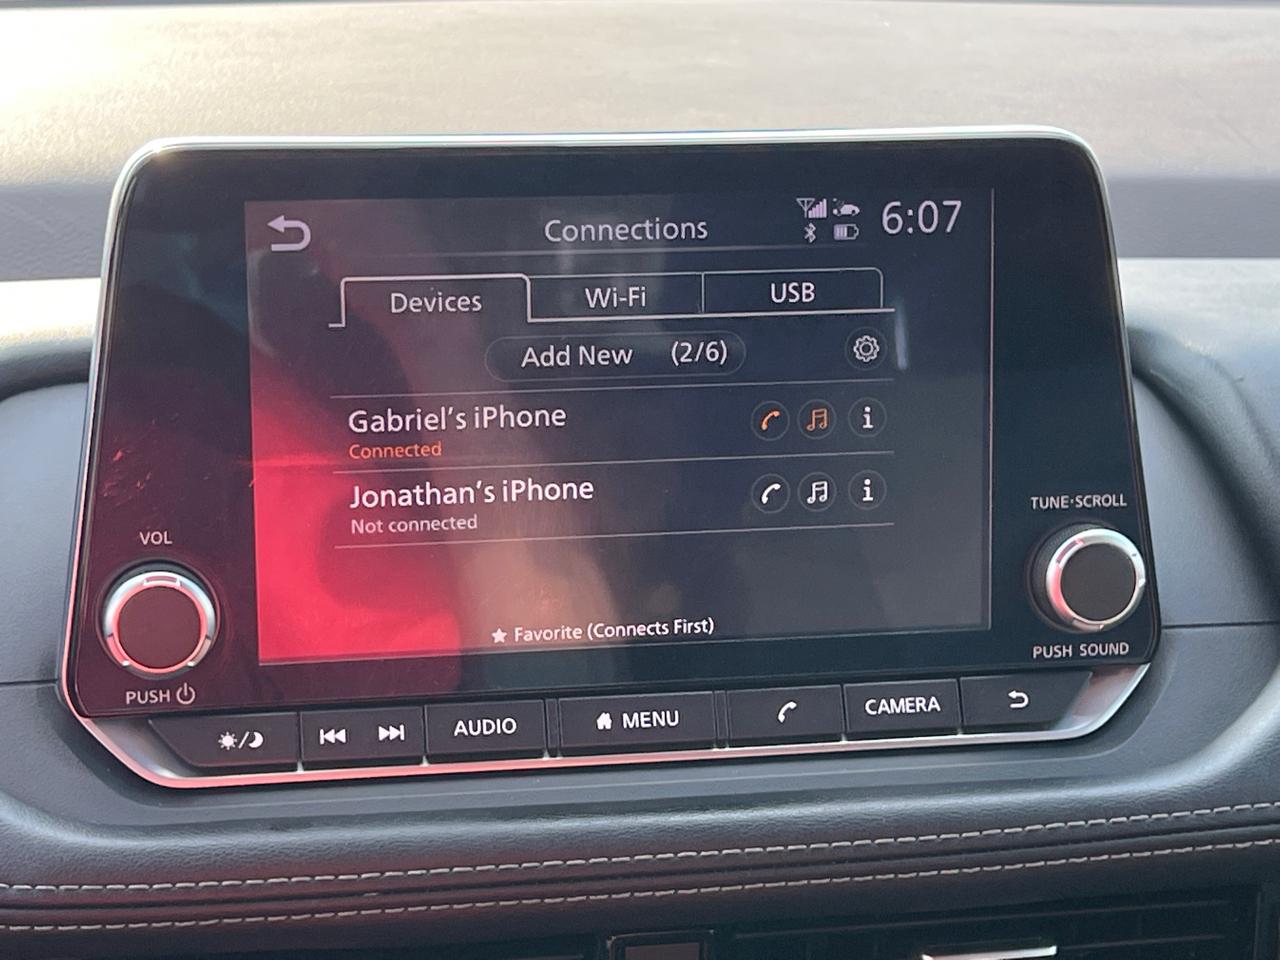 Connections
6:07
Devices
Wi-Fi
USB
Add New (2/6)
Gabriel's iPhone
Connected
Jonathan's iPhone
Not connected
★ Favorite (Connects First)
VOL
PUSH
TUNE·SCROLL
PUSH SOUND
AUDIO
MENU
CAMERA